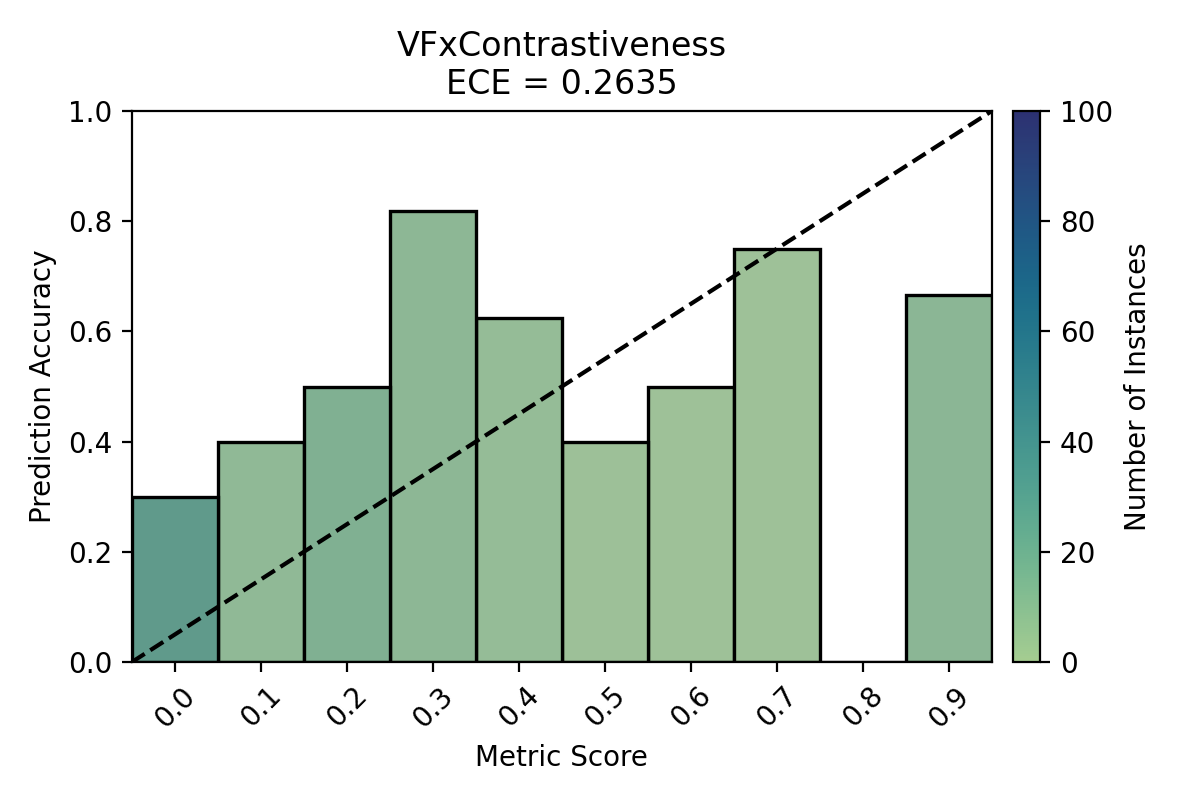 VFxContrastiveness
ECE = 0.2635
Prediction Accuracy
1.0
0.8
0.6
0.4
0.2
0.0
0.0 0.1 0.2 0.3 0.4 0.5 0.6 0.7 0.8 0.9
Metric Score
100
80
60
40
20
0
Number of Instances